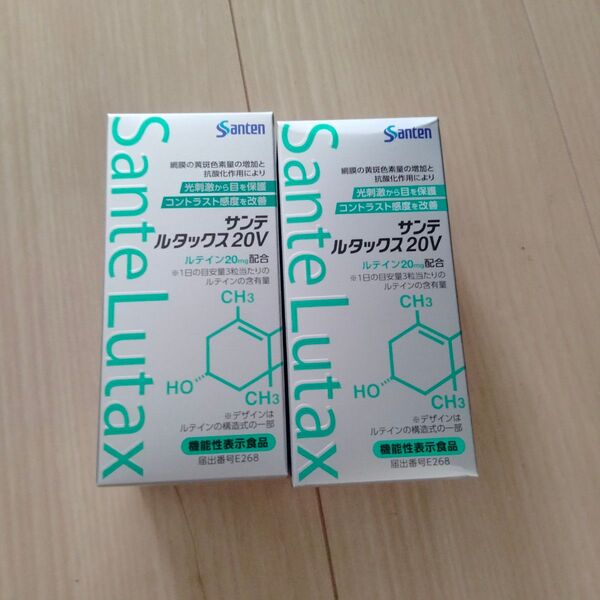 Sante Lutax
Santen
網膜の黄斑色素量の増加と
抗酸化作用により
光刺激から目を保護
コントラスト感度を改善
サンテ
ルタックス20V
ルテイン20mg配合
※1日の目安量3粒当たりの
ルテインの含有量
CH3
HO
CH3
※デザインは
ルテインの構造式の一部
機能性表示食品
届出番号E268
Sante Lutax
Santen
網膜の黄斑色素量の増加と
抗酸化作用により
光刺激から目を保護
コントラスト感度を改善
サンテ
ルタックス20V
ルテイン20mg配合
※1日の目安量3粒当たりの
ルテインの含有量
CH3
HO
CH3
※デザインは
ルテインの構造式の一部
機能性表示食品
届出番号E268